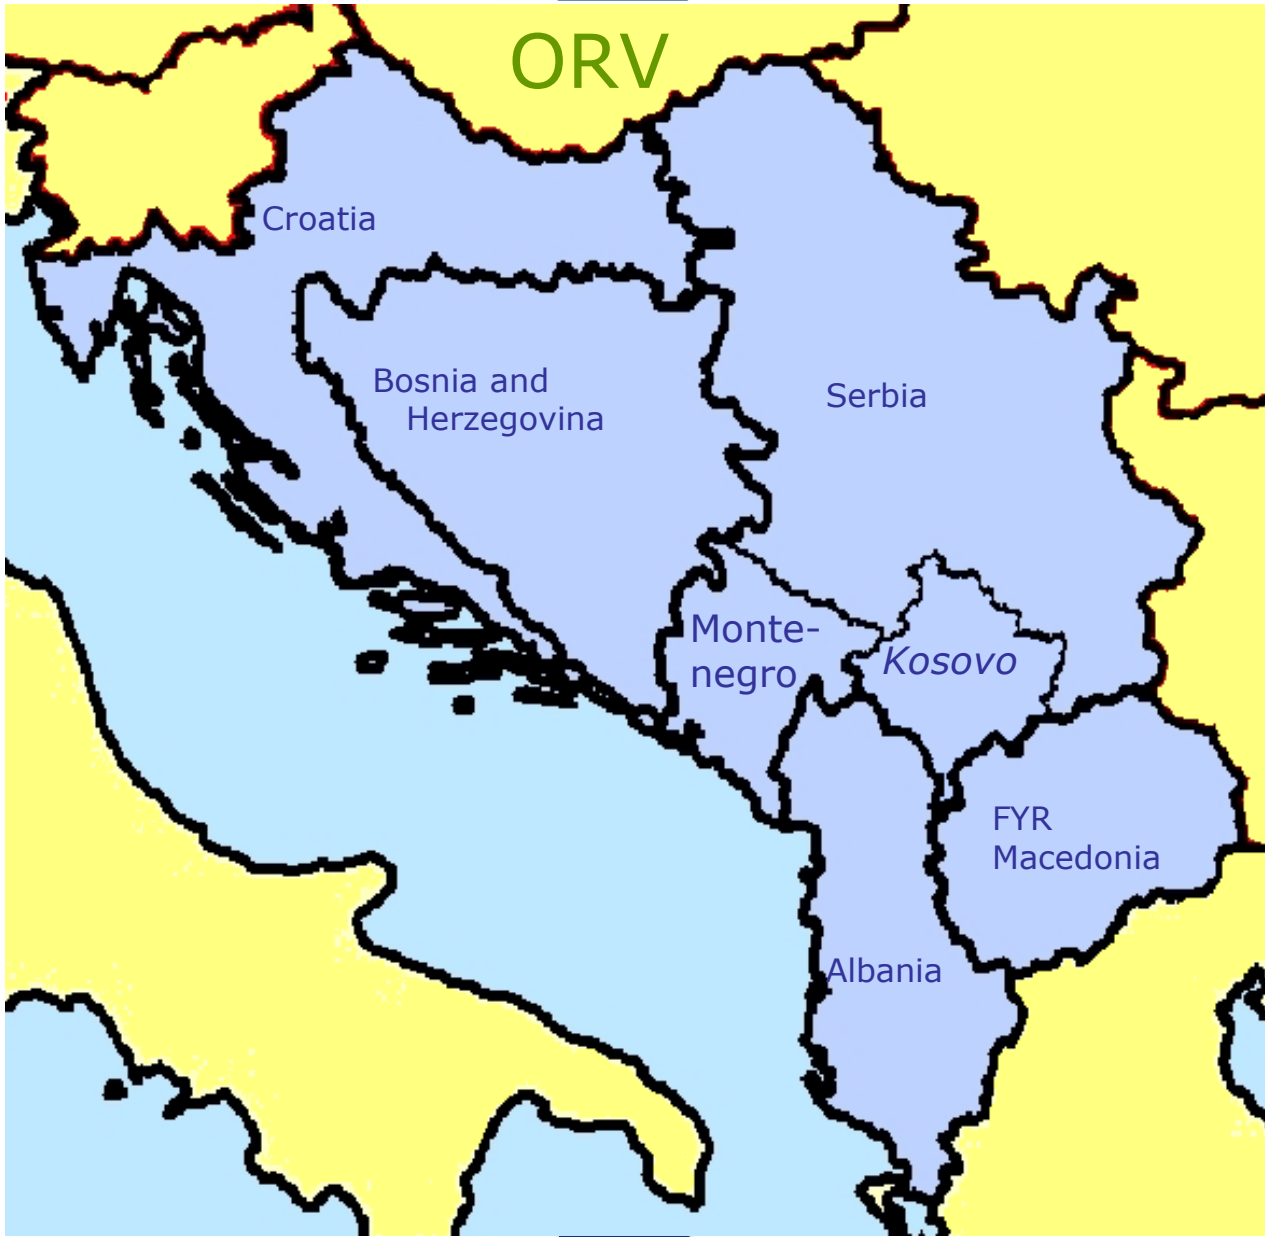 ORV
Croatia
Bosnia and
Herzegovina
Serbia
Monte-
negro
Kosovo
FYR
Macedonia
Albania